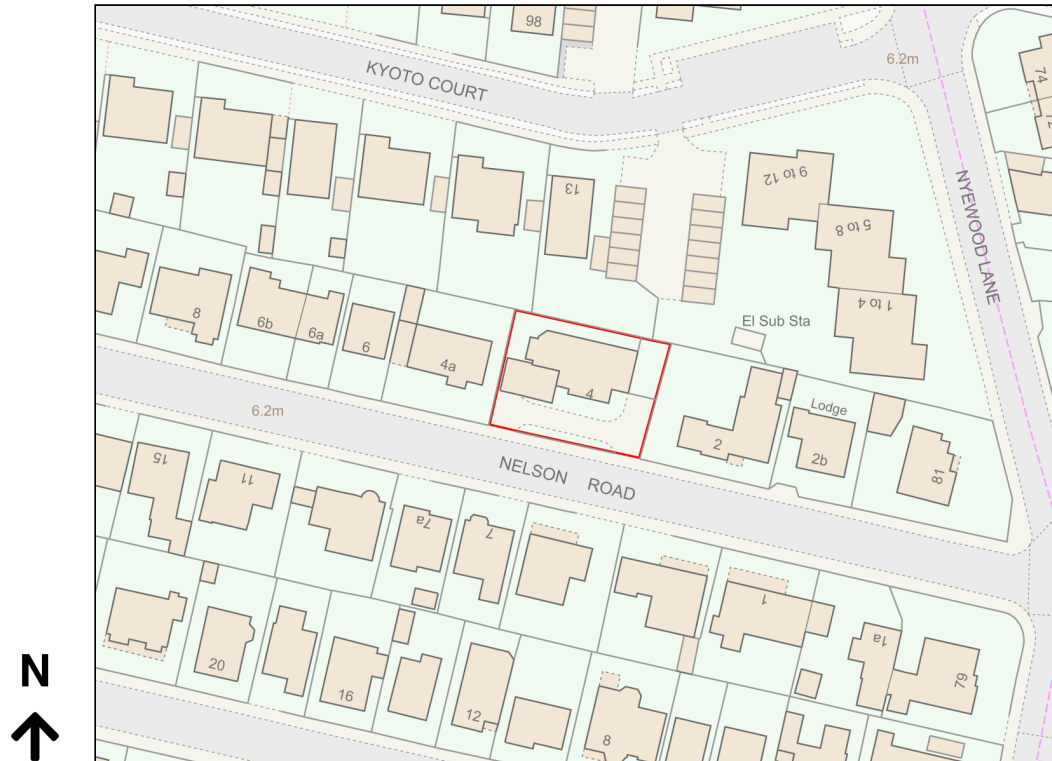 98
6.2m
74
KYOTO COURT
9 to 12
13
5 to 8
NYEWOOD LANE
1 to 4
8
6b
6a
6
4a
El Sub Sta
4
Lodge
2
2b
81
6.2m
NELSON ROAD
15
11
7a
7
1
1a
20
16
12
8
79
N